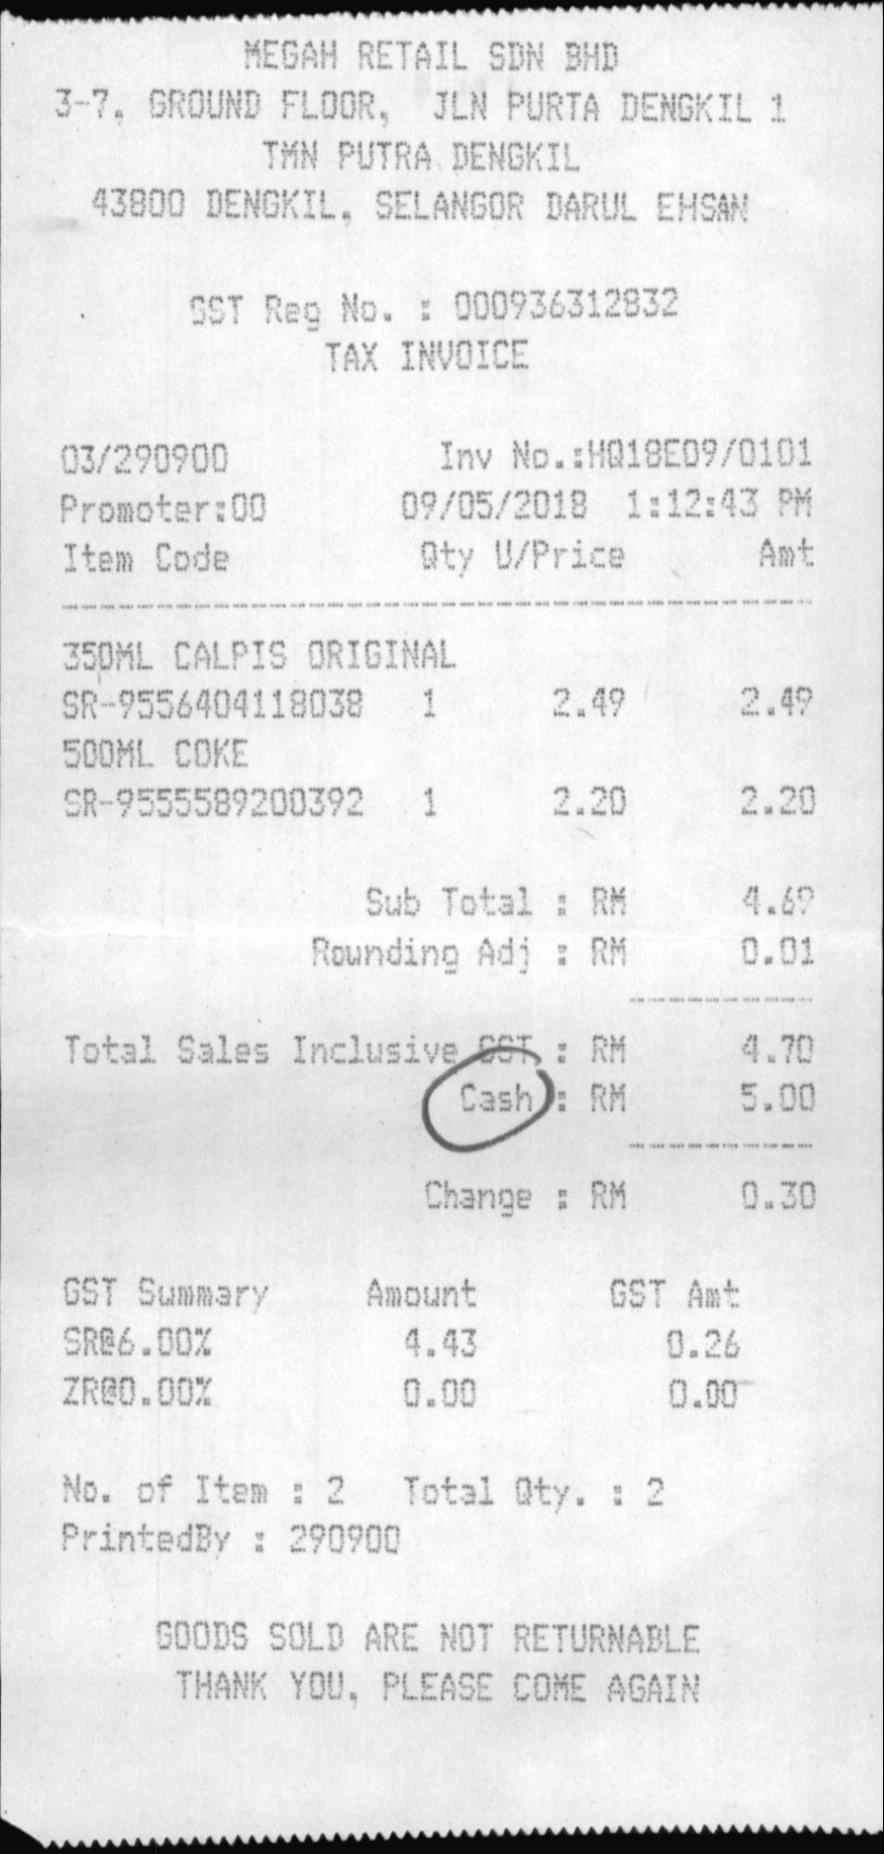 MEGAH RETAIL SDN BHD
3-7, GROUND FLOOR, JLN PURTA DENGKIL 1
TMN PUTRA DENGKIL
43800 DENGKIL, SELANGOR DARUL EHSAN
GST Reg No. : 000936312832
TAX INVOICE
03/290900 Inv No.:HQ18E09/0101
Promoter:00 09/05/2018 1:12:43 PM
Item Code Qty U/Price Amt
350ML CALPIS ORIGINAL
SR-9556404118038 1 2.49 2.49
500ML COKE
SR-9555589200392 1 2.20 2.20
Sub Total : RM 4.69
Rounding Adj : RM 0.01
Total Sales Inclusive GST : RM 4.70
Cash : RM 5.00
Change : RM 0.30
GST Summary Amount GST Amt
SR@6.00% 4.43 0.26
ZR@0.00% 0.00 0.00
No. of Item : 2 Total Qty. : 2
PrintedBy : 290900
GOODS SOLD ARE NOT RETURNABLE
THANK YOU, PLEASE COME AGAIN